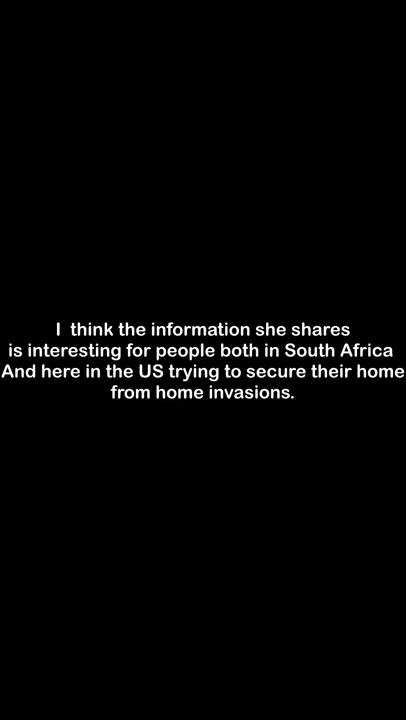 I  think the information she shares
is interesting for people both in South Africa
And here in the US trying to secure their home
from home invasions.